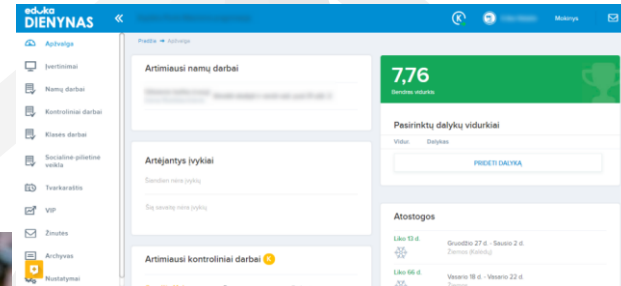 eduka
DIENYNAS
«
K
Mokinys
Apžvalga
Įvertinimai
Namų darbai
Kontroliniai darbai
Klasės darbai
Socialinė-pilietinė
veikla
Tvarkaraštis
VIP
Žinutės
Archyvas
Nustatymai
Pradžia ➔ Apžvalga
Artimiausi namų darbai
Artėjantys įvykiai
Šiandien nėra įvykių
Šią savaitę nėra įvykių
Artimiausi kontroliniai darbai K
7,76
Bendras vidurkis
Pasirinktų dalykų vidurkiai
Vidur. Dalykas
PRIDĖTI DALYKĄ
Atostogos
Liko 13 d.
Gruodžio 27 d. - Sausio 2 d.
Žiemos (Kalėdų)
Liko 66 d.
Vasario 18 d. - Vasario 22 d.
Žiemos